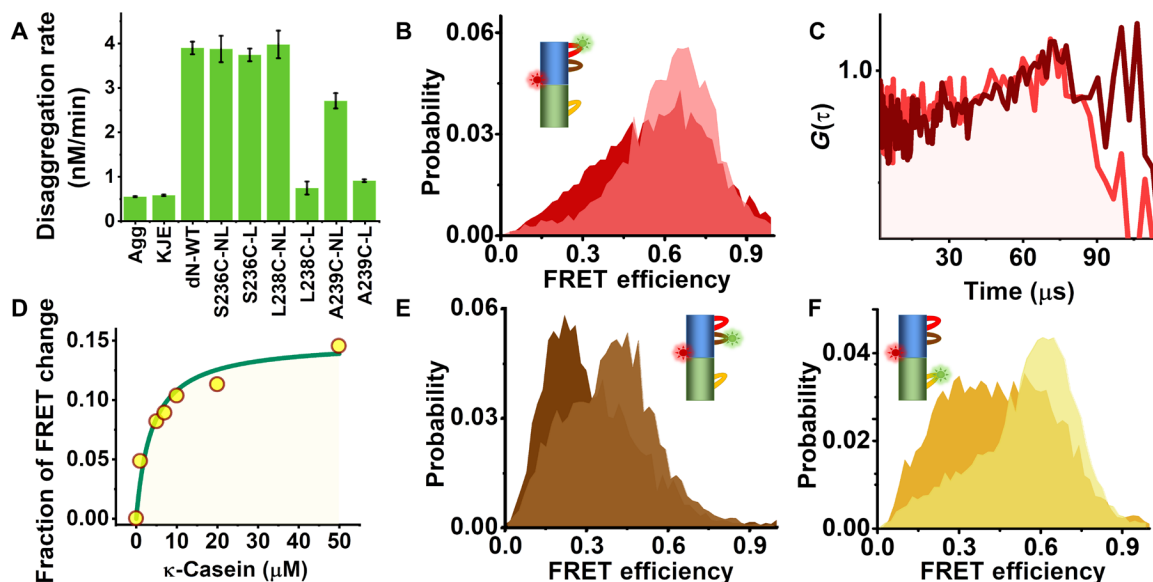 A
Disaggregation rate
(nM/min)
4
3
2
1
0
Agg
KJE
dN-WT
S236C-NL
S236C-L
L238C-NL
L238C-L
A239C-NL
A239C-L
B
Probability
0.06
0.03
0.00
0.0 0.3 0.6 0.9
FRET efficiency
C
G(τ)
1.0
30 60 90
Time (μs)
D
Fraction of FRET change
0.15
0.10
0.05
0.00
0 10 20 30 40 50
κ-Casein (μM)
E
Probability
0.06
0.03
0.00
0.0 0.3 0.6 0.9
FRET efficiency
F
Probability
0.04
0.02
0.00
0.0 0.3 0.6 0.9
FRET efficiency